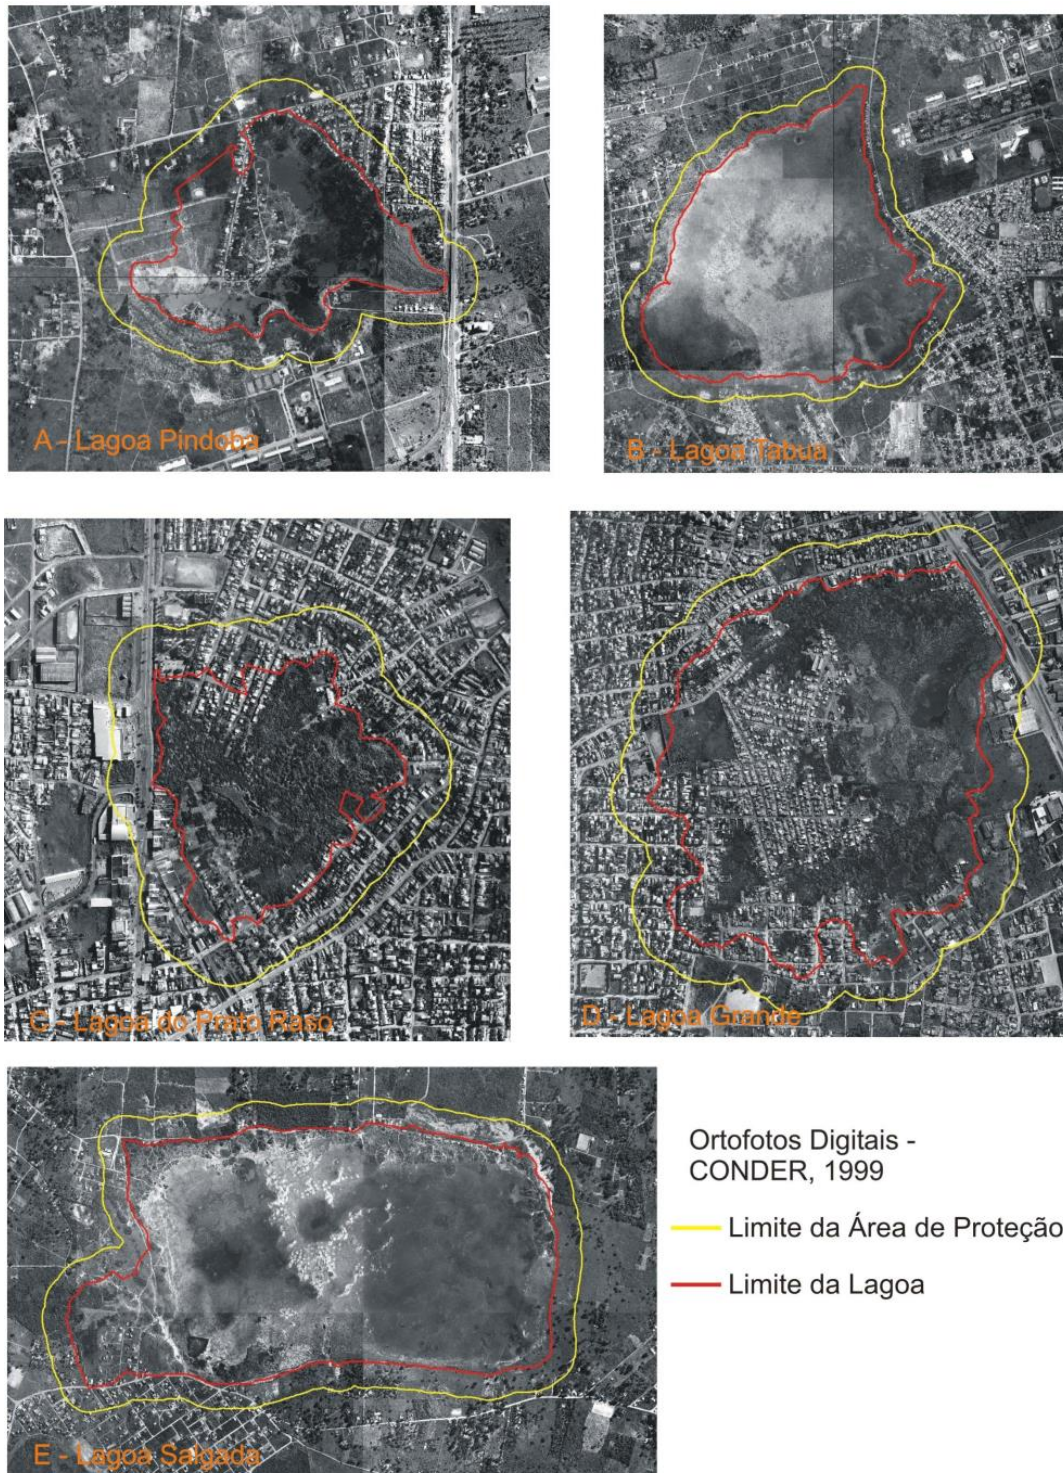 A - Lagoa Pindoba
B - Lagoa Tabua
C - Lagoa do Prato Raso
D - Lagoa Grande
E - Lagoa Salgada
Ortofotos Digitais -
CONDER, 1999
Limite da Área de Proteção
Limite da Lagoa